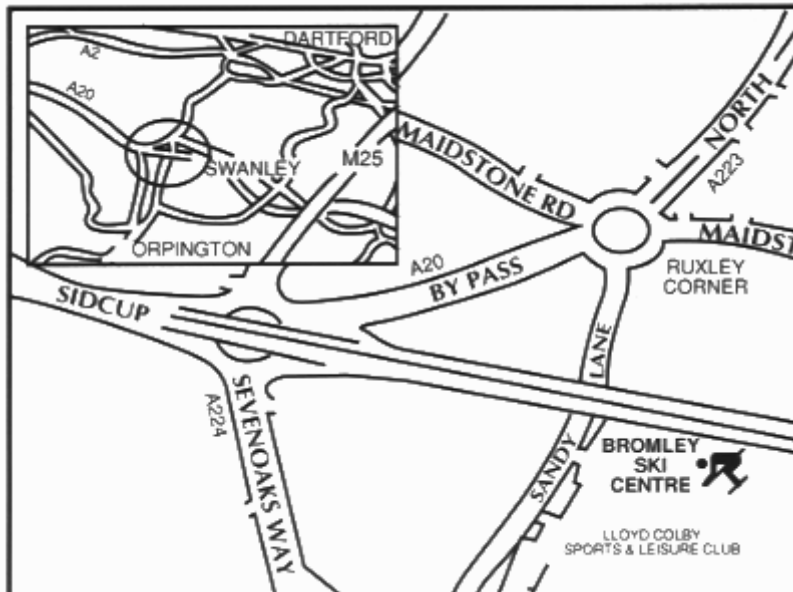 DARTFORD
A2
A20
SWANLEY
M25
ORPINGTON
MAIDSTONE RD
NORTH
A223
MAIDST
RUXLEY
CORNER
A20
BY PASS
SIDCUP
LANE
A224
SEVENOAKS WAY
SANDY
BROMLEY
SKI
CENTRE
LLOYD COLBY
SPORTS & LEISURE CLUB